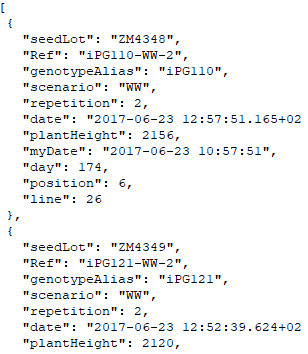 [
{
"seedLot": "ZM4348",
"Ref": "iPG110-WW-2",
"genotypeAlias": "iPG110",
"scenario": "WW",
"repetition": 2,
"date": "2017-06-23 12:57:51.165+02
"plantHeight": 2156,
"myDate": "2017-06-23 10:57:51",
"day": 174,
"position": 6,
"line": 26
},
{
"seedLot": "ZM4349",
"Ref": "iPG121-WW-2",
"genotypeAlias": "iPG121",
"scenario": "WW",
"repetition": 2,
"date": "2017-06-23 12:52:39.624+02
"plantHeight": 2120,